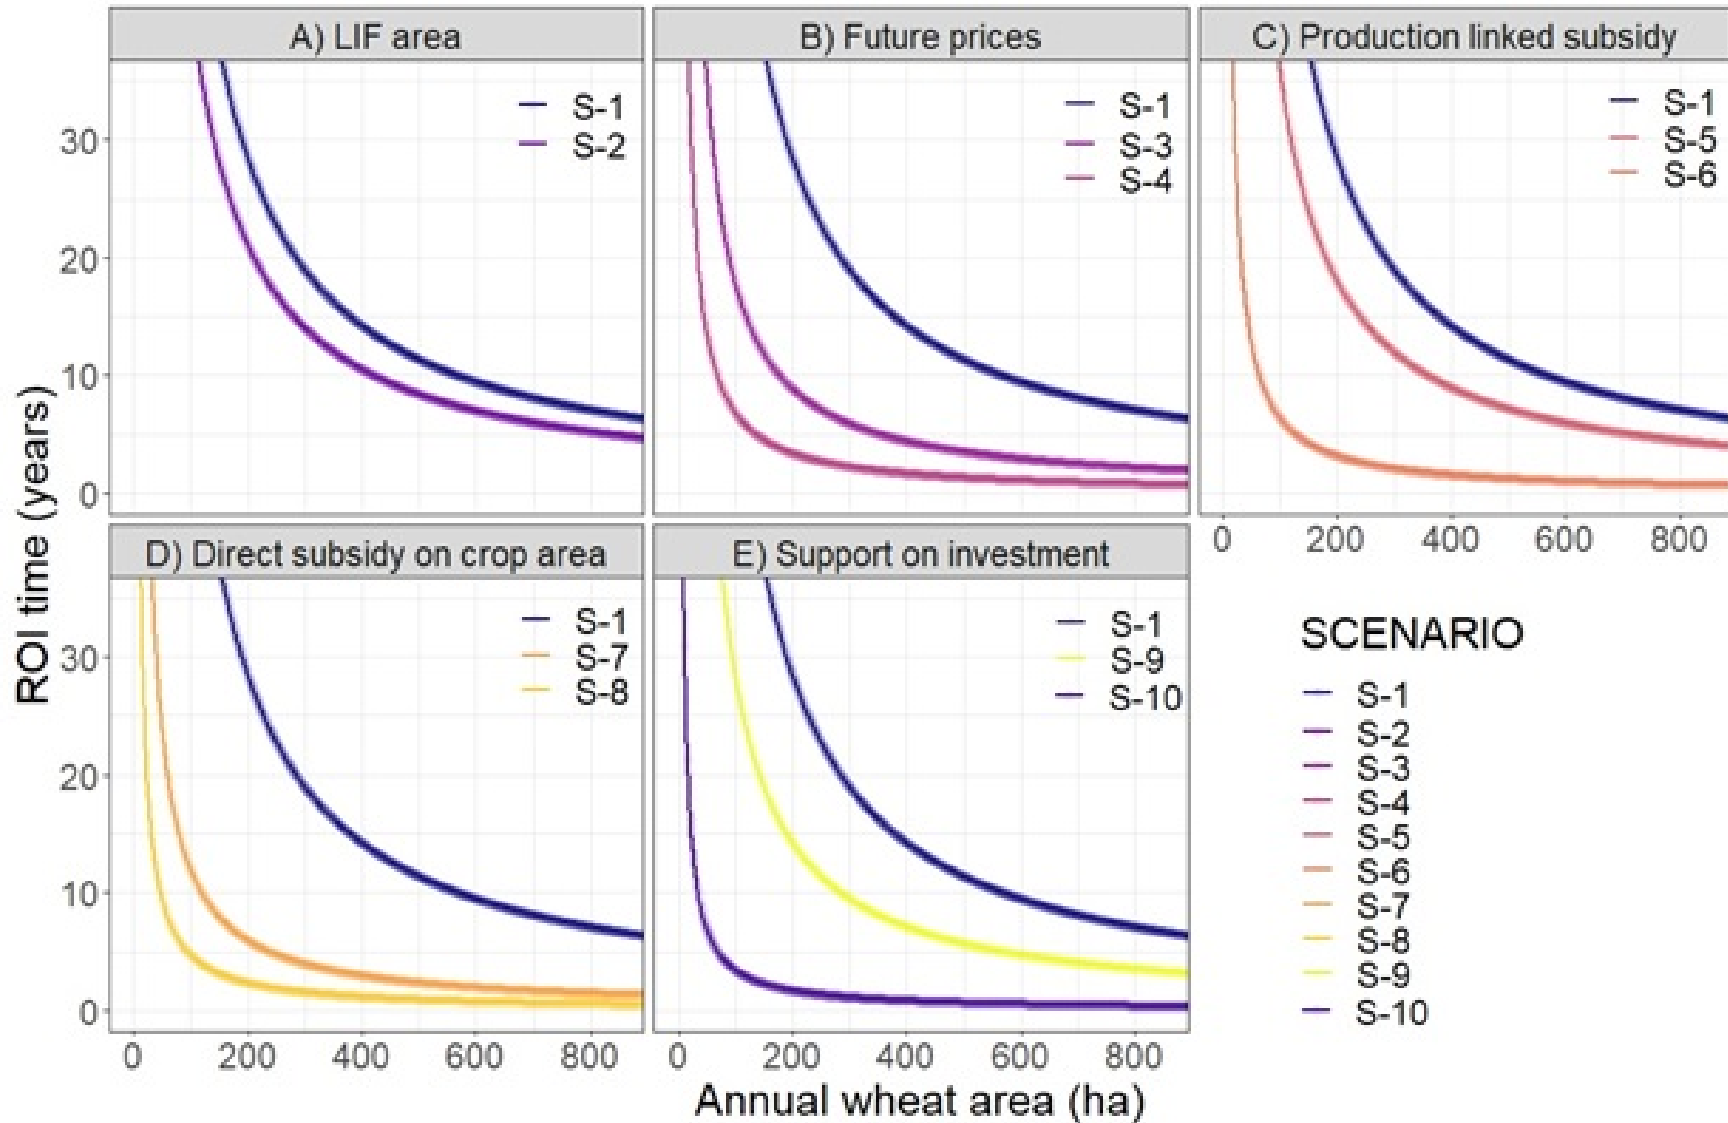 A) LIF area
S-1
S-2
B) Future prices
S-1
S-3
S-4
C) Production linked subsidy
S-1
S-5
S-6
30
20
10
0
0 200 400 600 800
D) Direct subsidy on crop area
S-1
S-7
S-8
E) Support on investment
S-1
S-9
S-10
30
20
10
0
0 200 400 600 800
0 200 400 600 800
ROI time (years)
Annual wheat area (ha)
SCENARIO
S-1
S-2
S-3
S-4
S-5
S-6
S-7
S-8
S-9
S-10